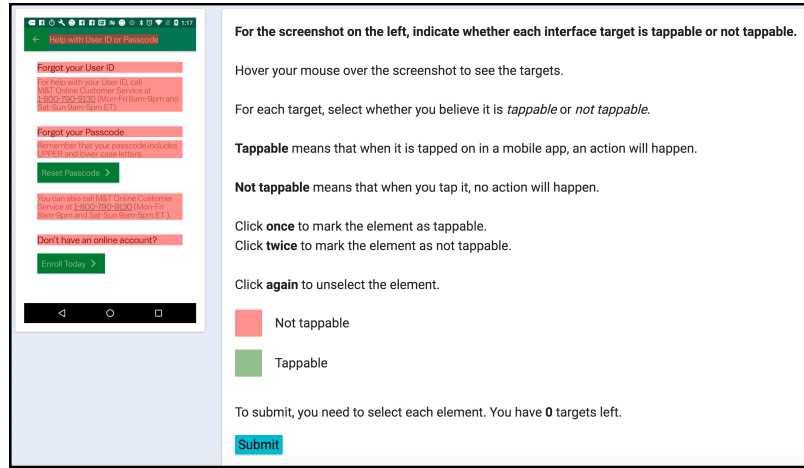 1:17
Help with User ID or Passcode
Forgot your User ID
For help with your User ID, call
M&T Online Customer Service at
1-800-790-9130 (Mon-Fri 8am-9pm and
Sat-Sun 9am-5pm ET).
Forgot your Passcode
Remember that your passcode includes
UPPER and lower case letters.
Reset Passcode
You can also call M&T Online Customer
Service at 1-800-790-9130 (Mon-Fri
8am-9pm and Sat-Sun 9am-5pm ET).
Don't have an online account?
Enroll Today
For the screenshot on the left, indicate whether each interface target is tappable or not tappable.
Hover your mouse over the screenshot to see the targets.
For each target, select whether you believe it is tappable or not tappable.
Tappable means that when it is tapped on in a mobile app, an action will happen.
Not tappable means that when you tap it, no action will happen.
Click once to mark the element as tappable.
Click twice to mark the element as not tappable.
Click again to unselect the element.
Not tappable
Tappable
To submit, you need to select each element. You have 0 targets left.
Submit